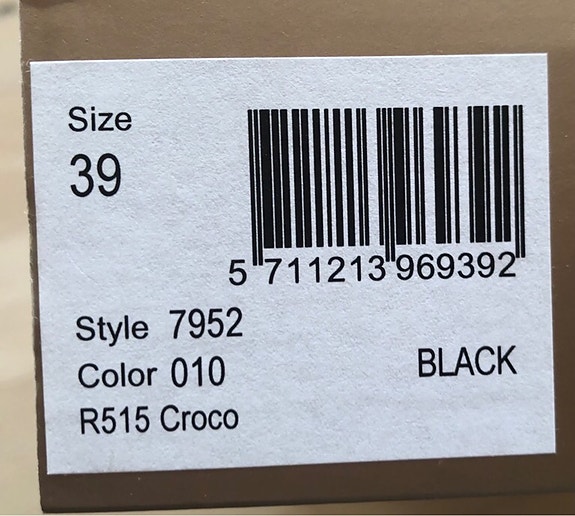 Size
39
5 711213 969392
Style 7952
Color 010
BLACK
R515 Croco